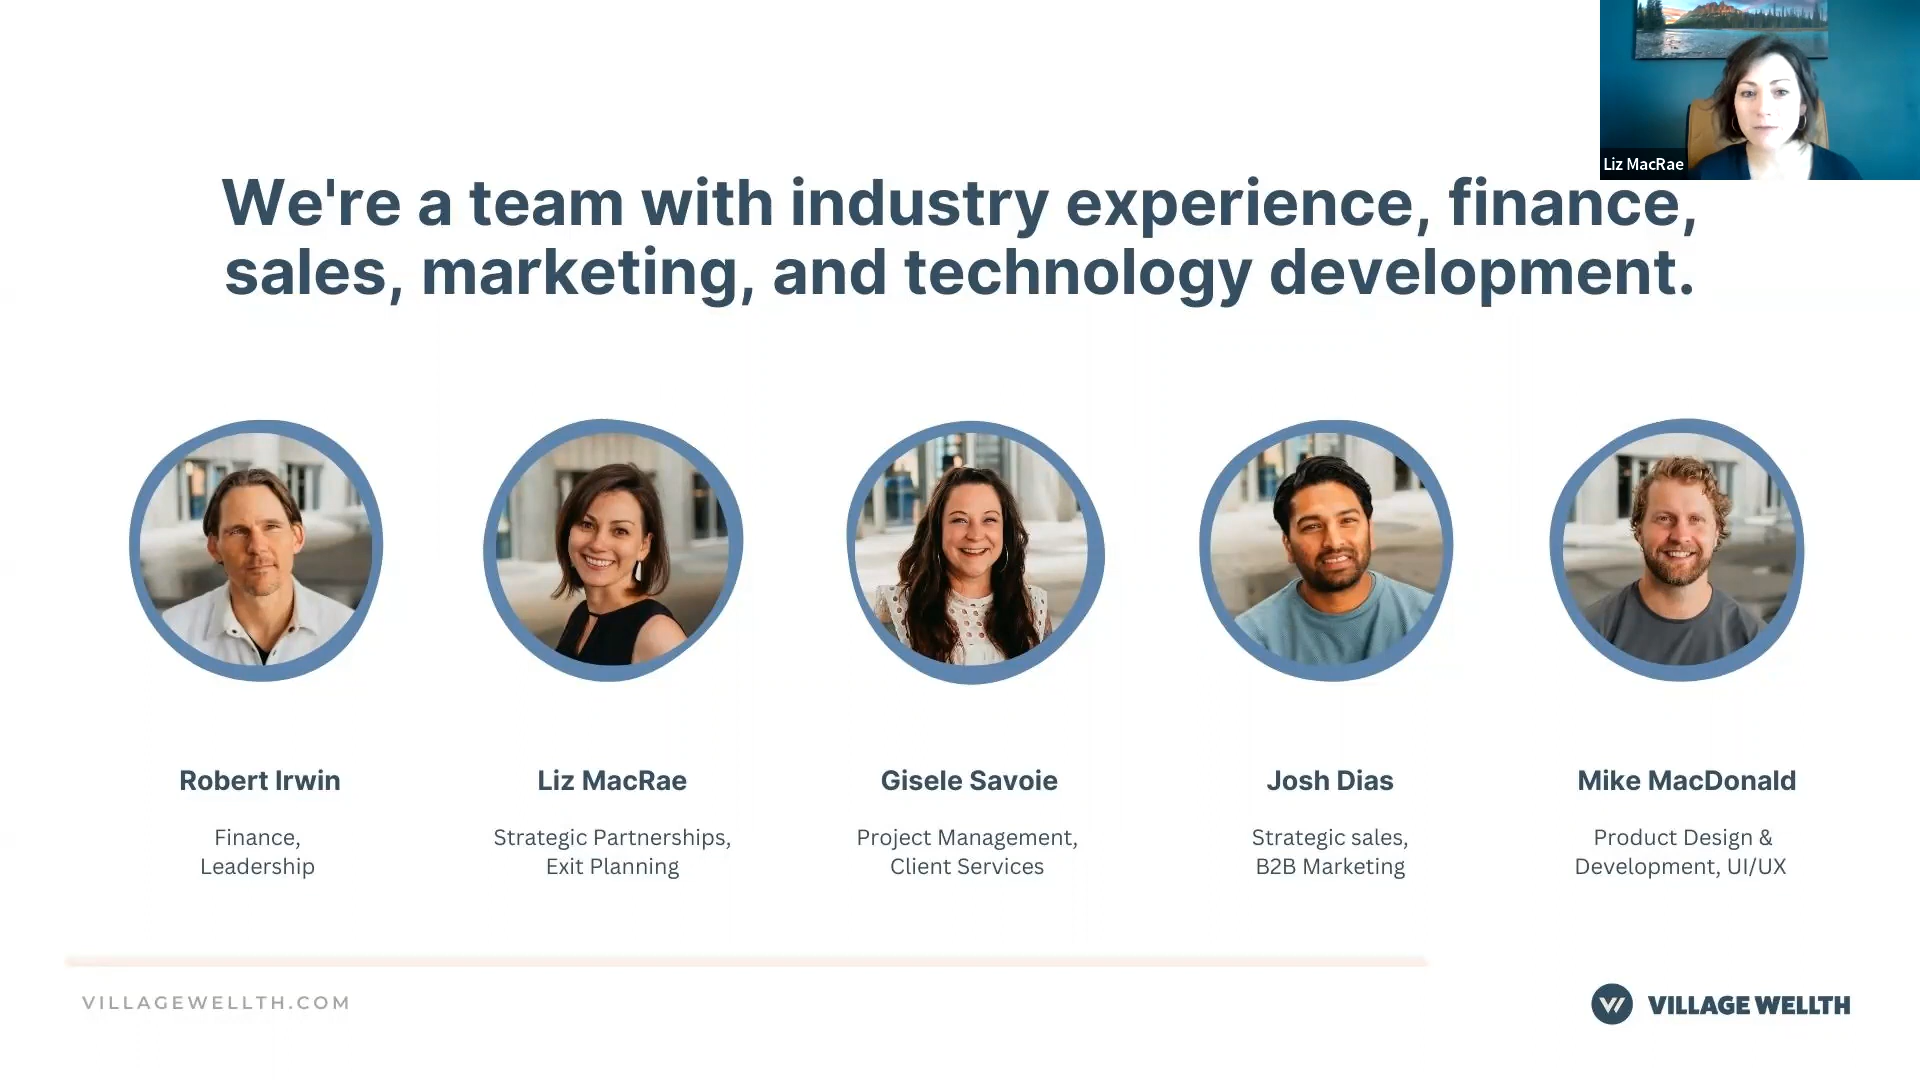 Liz MacRae
We're a team with industry experience, finance,
sales, marketing, and technology development.
Robert Irwin
Finance,
Leadership
Liz MacRae
Strategic Partnerships,
Exit Planning
Gisele Savoie
Project Management,
Client Services
Josh Dias
Strategic sales,
B2B Marketing
Mike MacDonald
Product Design &
Development, UI/UX
VILLAGEWELLTH.COM
VILLAGE WELLTH